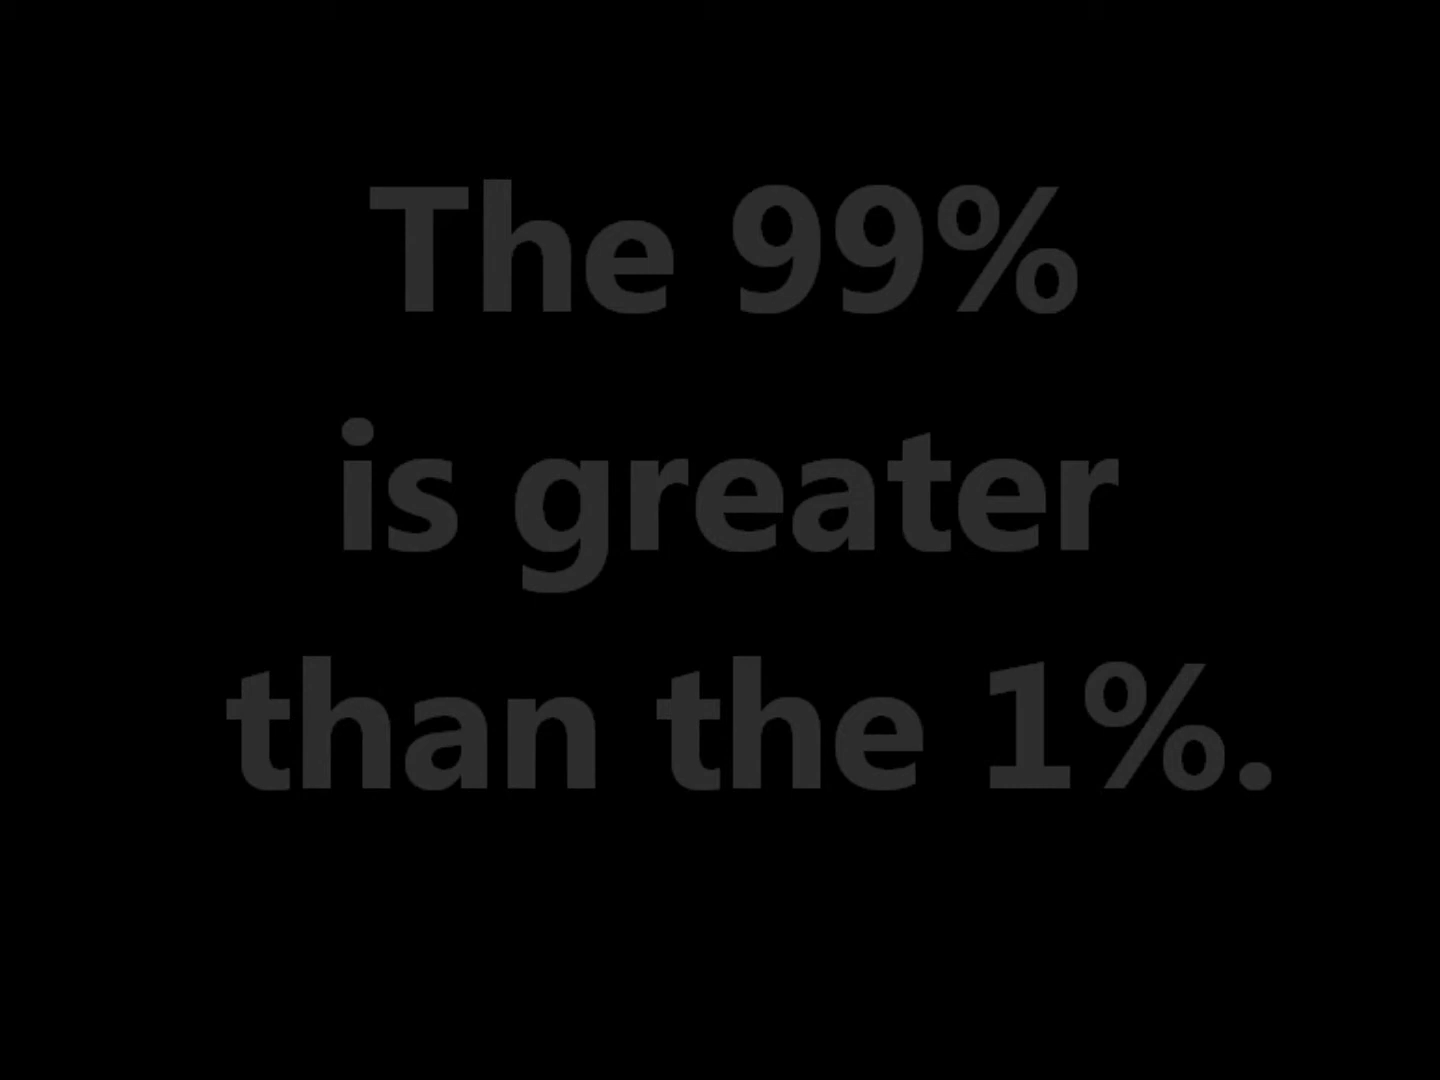 The 99%
is greater
than the 1%.